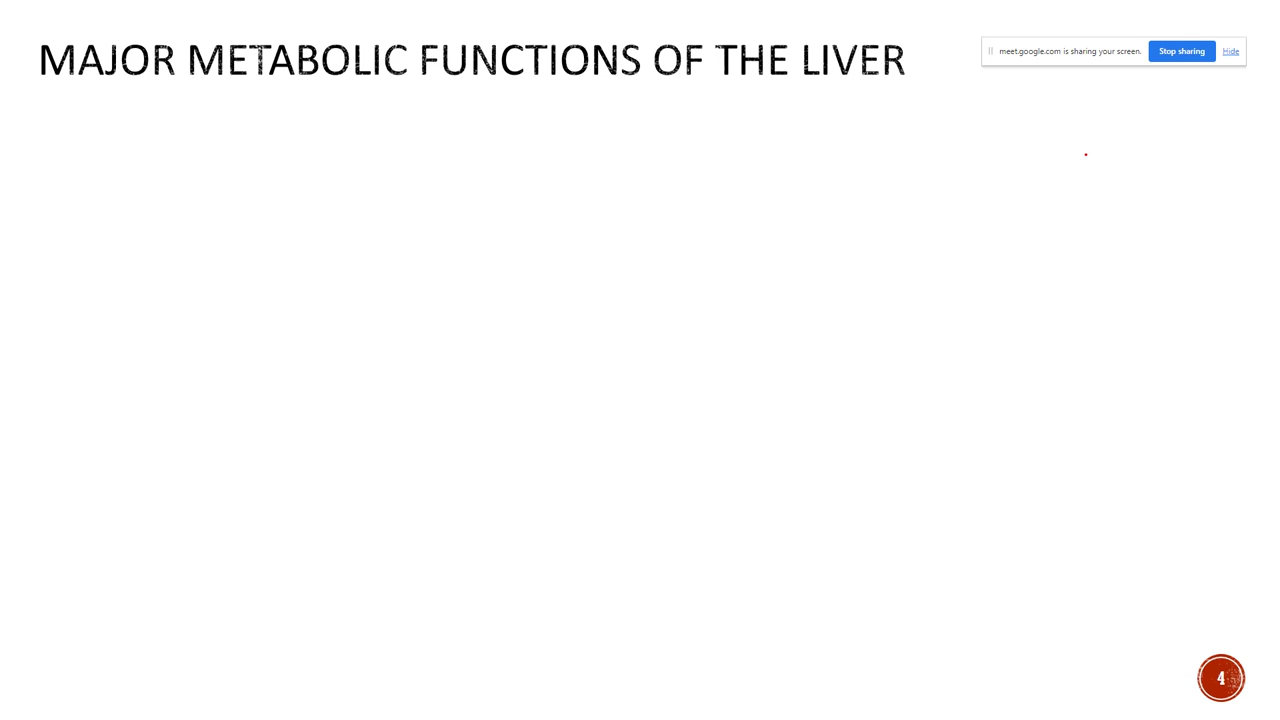 MAJOR METABOLIC FUNCTIONS OF THE LIVER
meet.google.com is sharing your screen. Stop sharing Hide
4